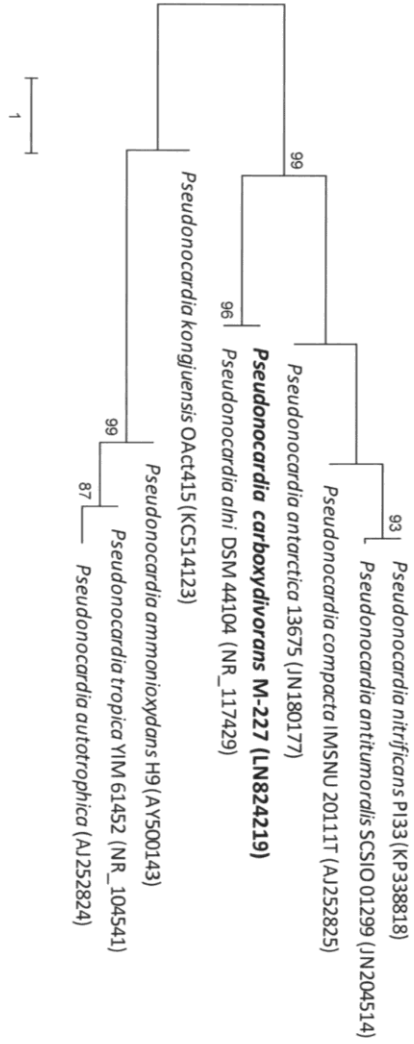 93
Pseudonocardia nitrificans PI33 (KP338818)
Pseudonocardia antitumoralis SCSIO 01299 (JN204514)
Pseudonocardia compacta IMSNU 20111T (AJ252825)
Pseudonocardia antarctica 13675 (JN180177)
99
Pseudonocardia carboxydivorans M-227 (LN824219)
96
Pseudonocardia alni DSM 44104 (NR_117429)
Pseudonocardia kongjuensis OAct415 (KC514123)
Pseudonocardia ammonioxydans H9 (AY500143)
99
Pseudonocardia tropica YIM 61452 (NR_104541)
87
Pseudonocardia autotrophica (AJ252824)
1